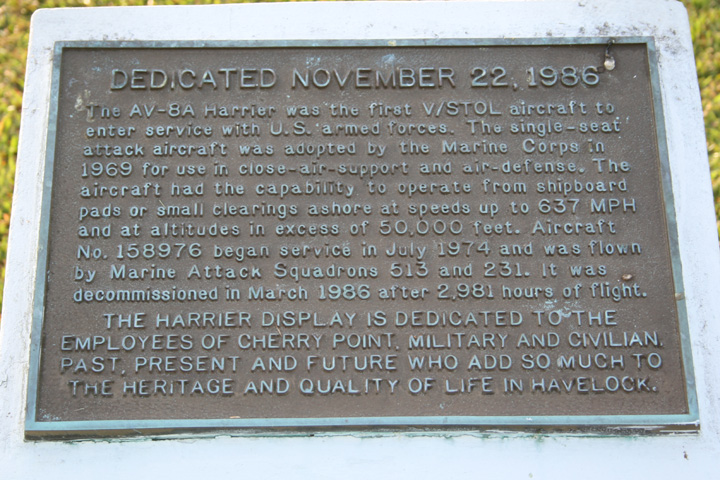 DEDICATED NOVEMBER 22, 1986
The AV-8A Harrier was the first V/STOL aircraft to
enter service with U.S. armed forces. The single-seat
attack aircraft was adopted by the Marine Corps in
1969 for use in close-air-support and air-defense. The
aircraft had the capability to operate from shipboard
pads or small clearings ashore at speeds up to 637 MPH
and at altitudes in excess of 50,000 feet. Aircraft
No. 158976 began service in July 1974 and was flown
by Marine Attack Squadrons 513 and 231. It was
decommissioned in March 1986 after 2,981 hours of flight.
THE HARRIER DISPLAY IS DEDICATED TO THE
EMPLOYEES OF CHERRY POINT, MILITARY AND CIVILIAN.
PAST, PRESENT AND FUTURE WHO ADD SO MUCH TO
THE HERITAGE AND QUALITY OF LIFE IN HAVELOCK.